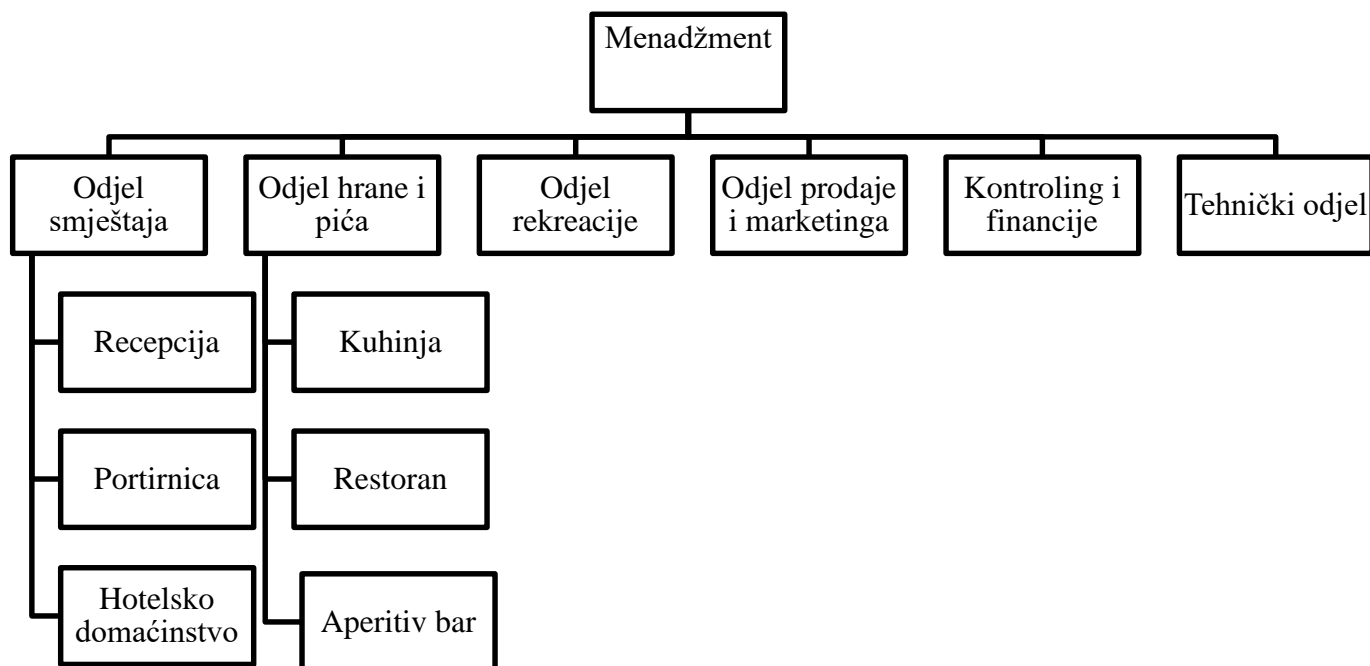 Menadžment
Odjel
smještaja
Odjel hrane i
pića
Odjel
rekreacije
Odjel prodaje
i marketinga
Kontroling i
financije
Tehnički odjel
Recepcija
Kuhinja
Portirnica
Restoran
Hotelsko
domaćinstvo
Aperitiv bar